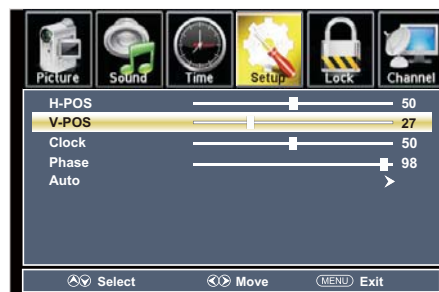 Picture Sound Time Setup Lock Channel
H-POS 50
V-POS 27
Clock 50
Phase 98
Auto
Select Move MENU Exit